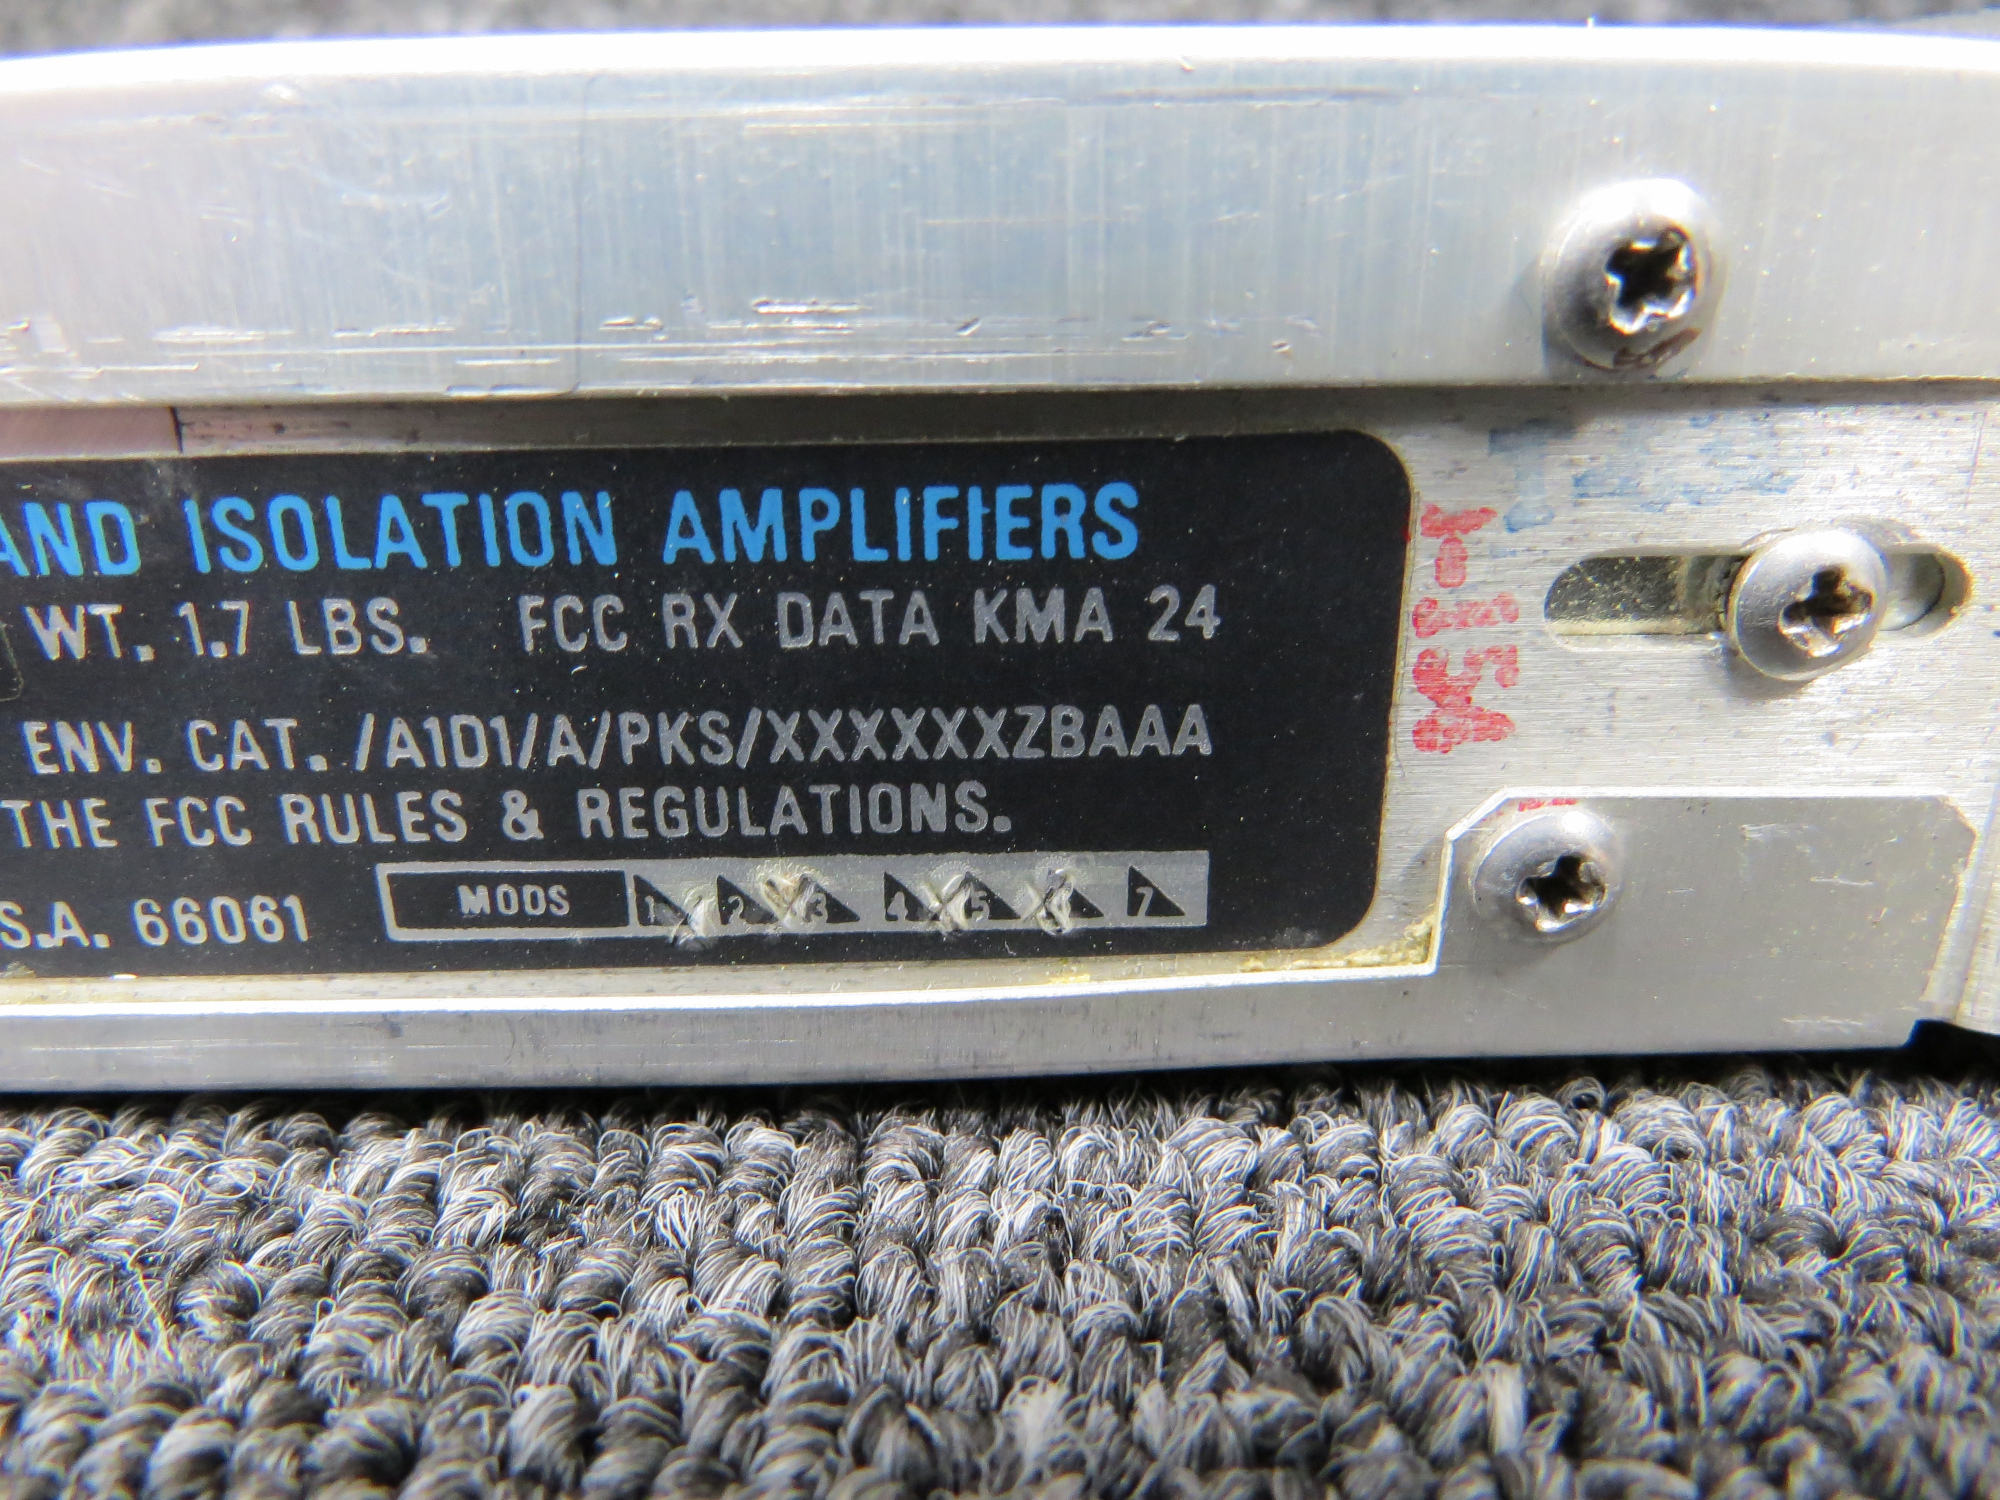 AND ISOLATION AMPLIFIERS
WT. 1.7 LBS. FCC RX DATA KMA 24
ENV. CAT. /A1D1/A/PKS/XXXXXXZBAAA
THE FCC RULES & REGULATIONS.
S.A. 66061 MODS 1 2 3 4 5 6 7